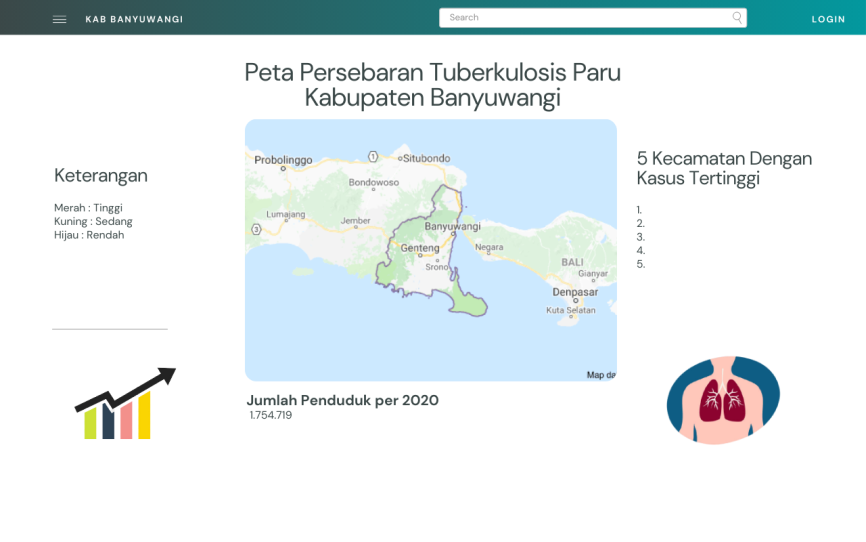 KAB BANYUWANGI
Search
LOGIN
Peta Persebaran Tuberkulosis Paru
Kabupaten Banyuwangi
Keterangan
Merah : Tinggi
Kuning : Sedang
Hijau : Rendah
Probolinggo
1
Situbondo
Bondowoso
Lumajang
Jember
3
Banyuwangi
Genteng
Srono
Negara
BALI
Gianyar
Denpasar
Kuta Selatan
Map da
5 Kecamatan Dengan
Kasus Tertinggi
1.
2.
3.
4.
5.
Jumlah Penduduk per 2020
1.754.719